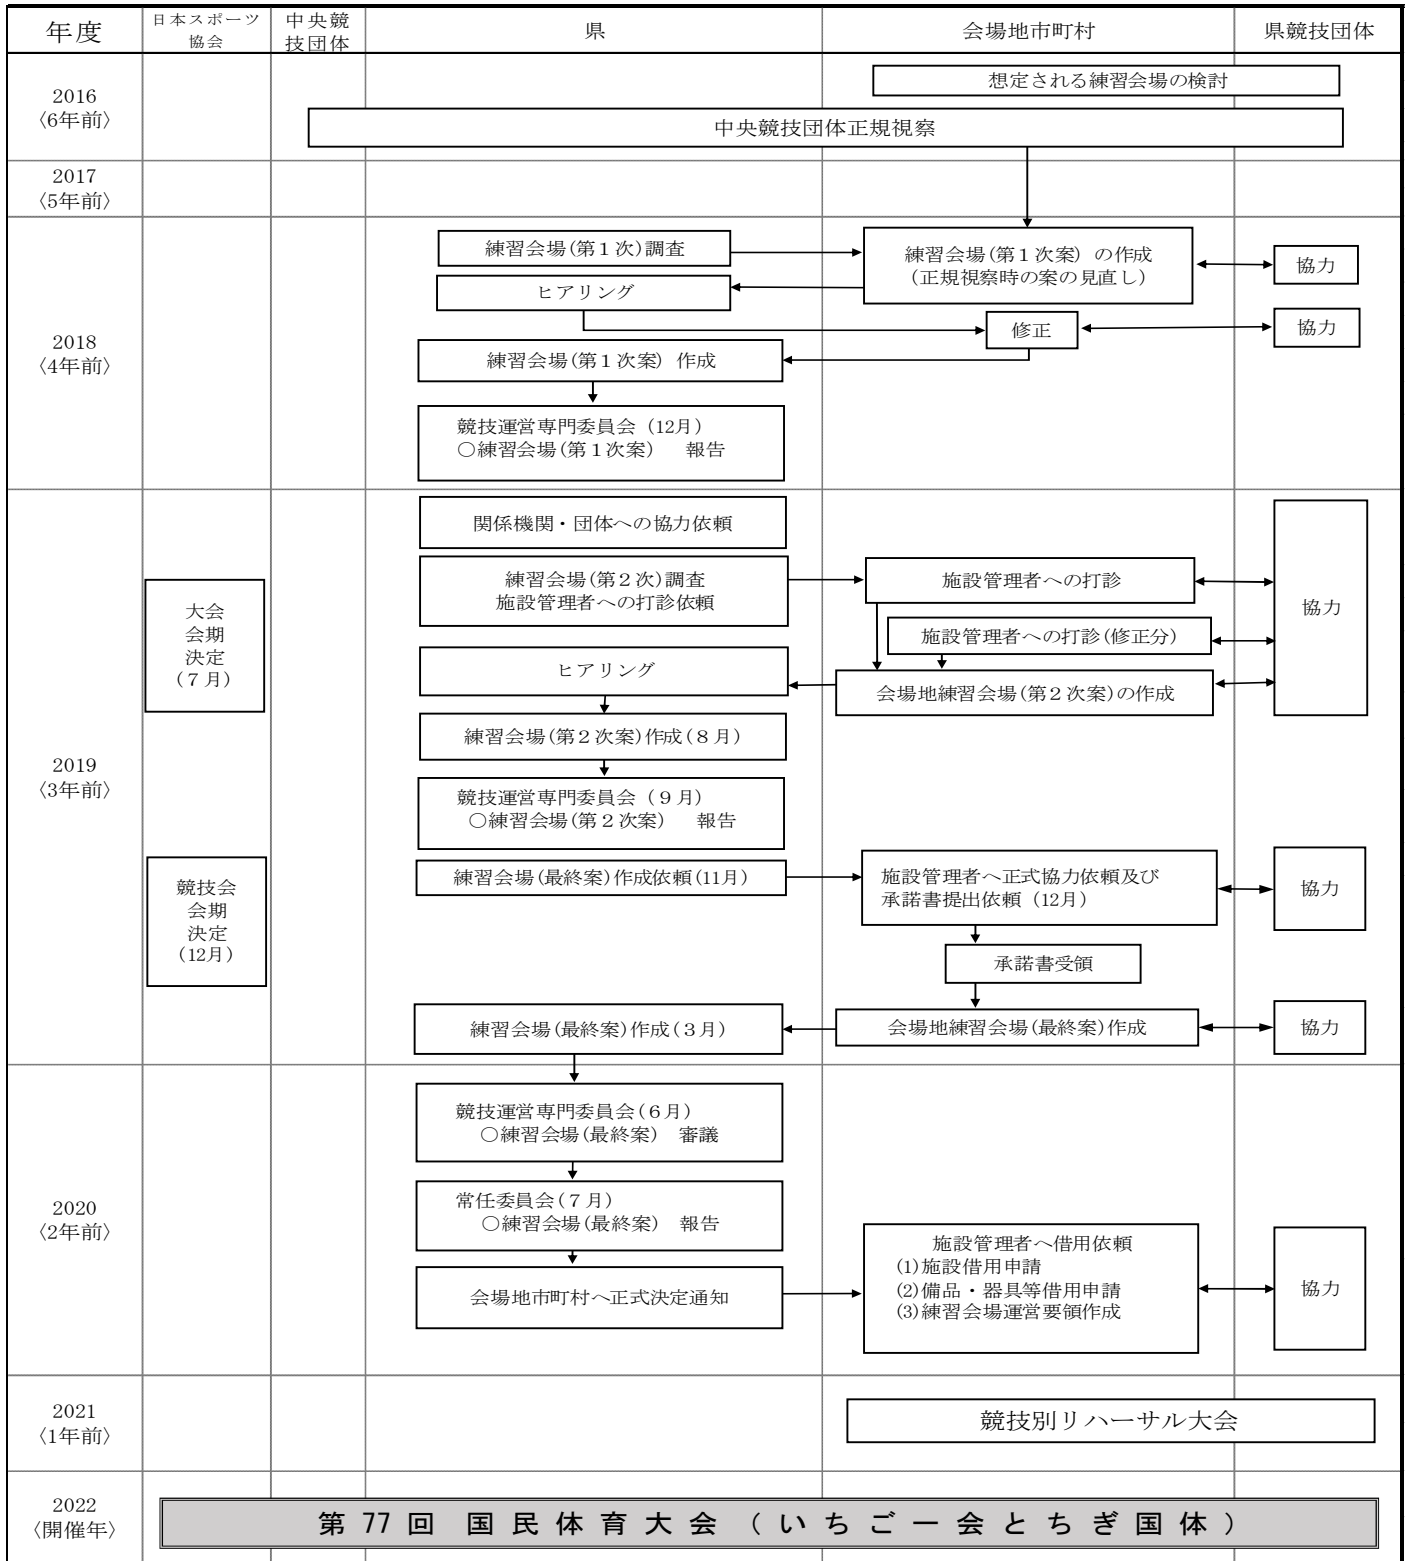 年度
日本スポーツ
協会
中央競
技団体
県
会場地市町村
県競技団体
2016
〈6年前〉
想定される練習会場の検討
中央競技団体正規視察
2017
〈5年前〉
2018
〈4年前〉
練習会場(第１次)調査
練習会場(第１次案) の作成
(正規視察時の案の見直し)
協力
ヒアリング
修正
協力
練習会場(第１次案) 作成
競技運営専門委員会 (12月)
○練習会場(第１次案)　報告
2019
〈3年前〉
大会
会期
決定
(７月)
競技会
会期
決定
(12月)
関係機関・団体への協力依頼
練習会場(第２次)調査
施設管理者への打診依頼
施設管理者への打診
協力
施設管理者への打診(修正分)
ヒアリング
会場地練習会場(第２次案)の作成
練習会場(第２次案)作成(８月)
競技運営専門委員会 (９月)
○練習会場(第２次案)　報告
練習会場(最終案)作成依頼(11月)
施設管理者へ正式協力依頼及び
承諾書提出依頼 (12月)
協力
承諾書受領
練習会場(最終案)作成(３月)
会場地練習会場(最終案)作成
協力
2020
〈2年前〉
競技運営専門委員会(６月)
○練習会場(最終案)　審議
常任委員会(７月)
○練習会場(最終案)　報告
会場地市町村へ正式決定通知
施設管理者へ借用依頼
(1)施設借用申請
(2)備品・器具等借用申請
(3)練習会場運営要領作成
協力
2021
〈1年前〉
競技別リハーサル大会
2022
〈開催年〉
第 77 回 国 民 体 育 大 会 ( い ち ご 一 会 と ち ぎ 国 体 )